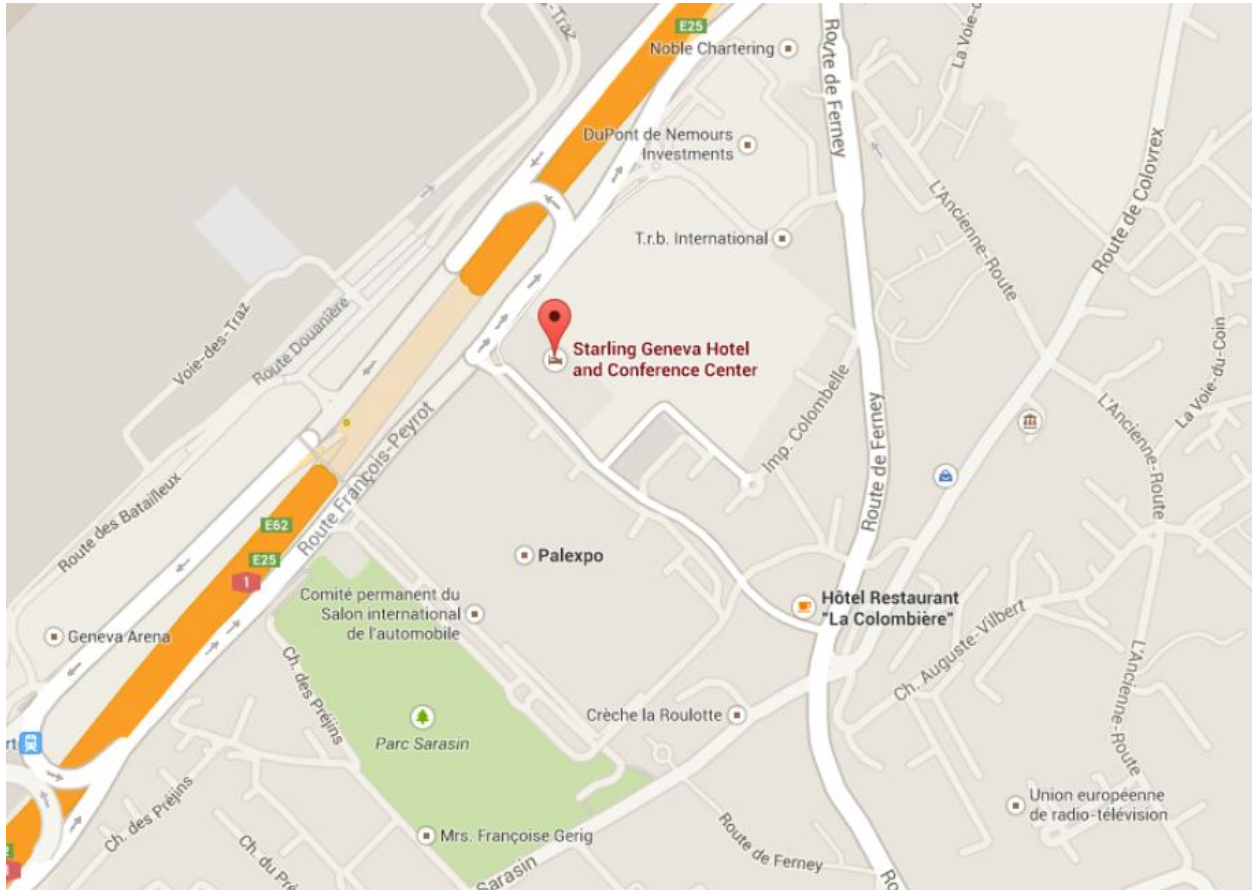 E25
-Traz
Noble Chartering
Route de Ferney
La Voie-d
DuPont de Nemours
Investments
L'Ancienne-Route
Route de Colovrex
T.r.b. International
Voie-des-Traz
Route Douanière
Starling Geneva Hotel
and Conference Center
La Voie-du-Coju
Imp. Colombelle
L'Ancienne-Route
Route François-Peyrot
Route de Ferney
Route des Batailleux
E62
E25
1
Palexpo
Comité permanent du
Salon international
de l'automobile
Hôtel Restaurant
"La Colombière"
Geneva Arena
Ch. Auguste-Vilbert
Ch. des Préjins
L'Ancienne-Route
Crèche la Roulotte
Parc Sarasin
Ch. des Préjins
Union européenne
de radio-télévision
Mrs. Françoise Gerig
Route de Ferney
Ch. du Pré
Sarasin